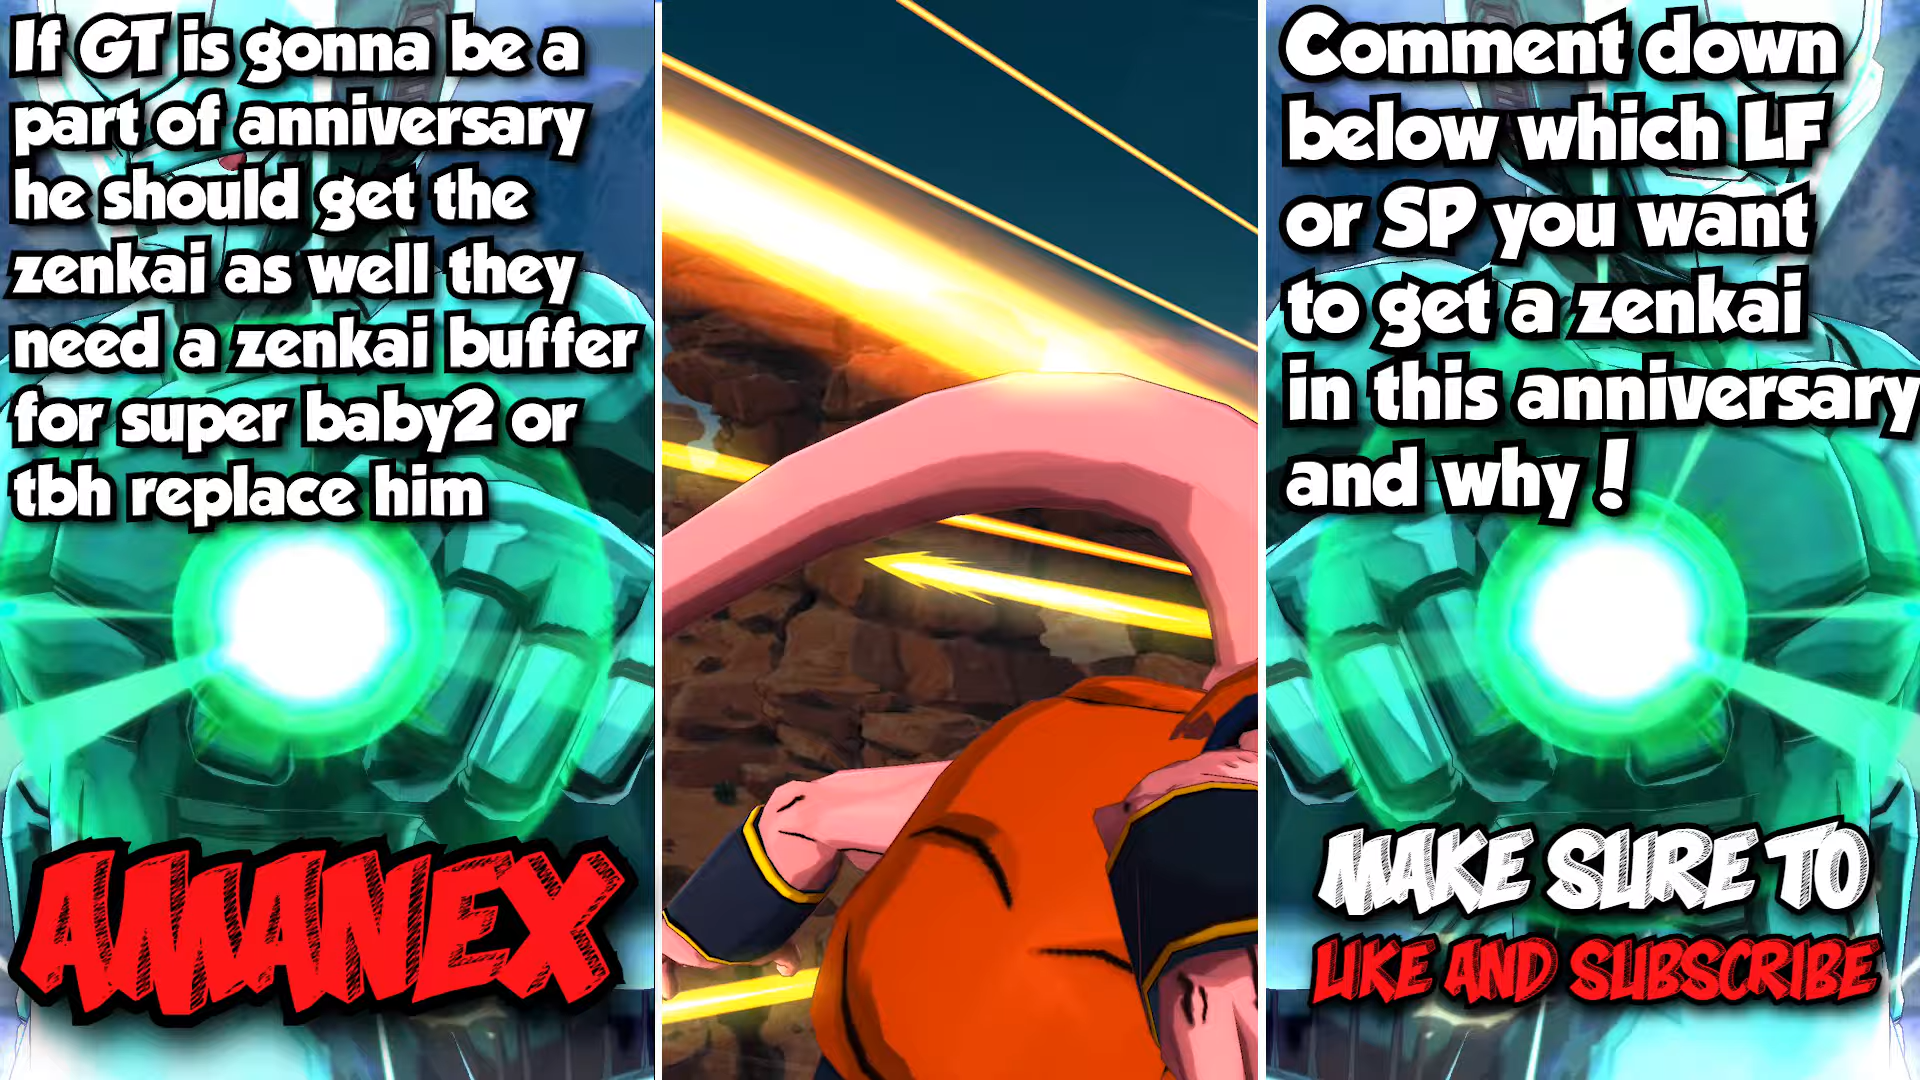 If GT is gonna be a
part of anniversary
he should get the
zenkai as well they
need a zenkai buffer
for super baby2 or
tbh replace him
AMANEX
Comment down
below which LF
or SP you want
to get a zenkai
in this anniversary
and why!
MAKE SURE TO
LIKE AND SUBSCRIBE